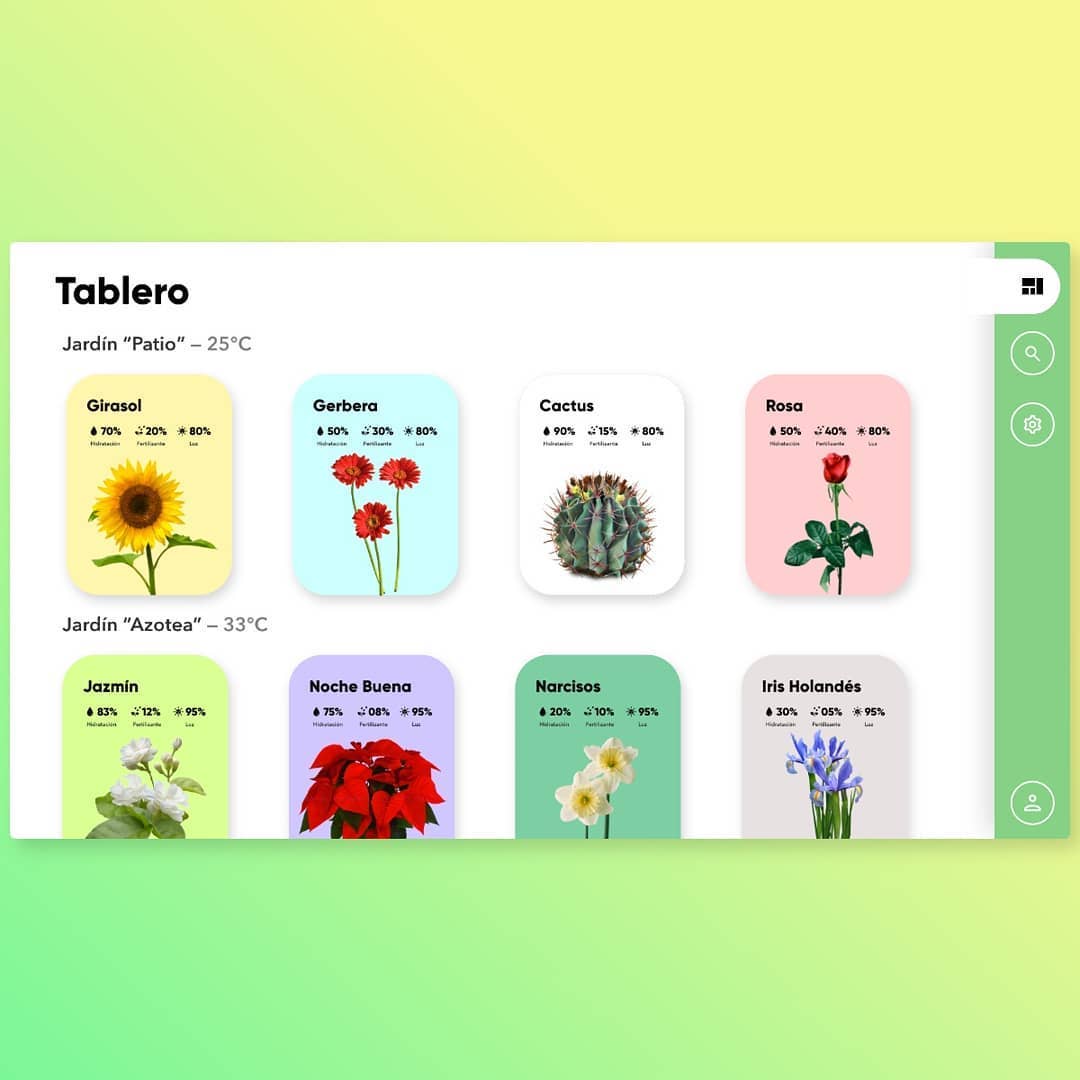 Tablero
Jardín “Patio” – 25°C
Girasol
70% 20% 80%
Hidratación Fertilizante Luz
Gerbera
50% 30% 80%
Hidratación Fertilizante Luz
Cactus
90% 15% 80%
Hidratación Fertilizante Luz
Rosa
50% 40% 80%
Hidratación Fertilizante Luz
Jardín “Azotea” – 33°C
Jazmín
83% 12% 95%
Hidratación Fertilizante Luz
Noche Buena
75% 08% 95%
Hidratación Fertilizante Luz
Narcisos
20% 10% 95%
Hidratación Fertilizante Luz
Iris Holandés
30% 05% 95%
Hidratación Fertilizante Luz